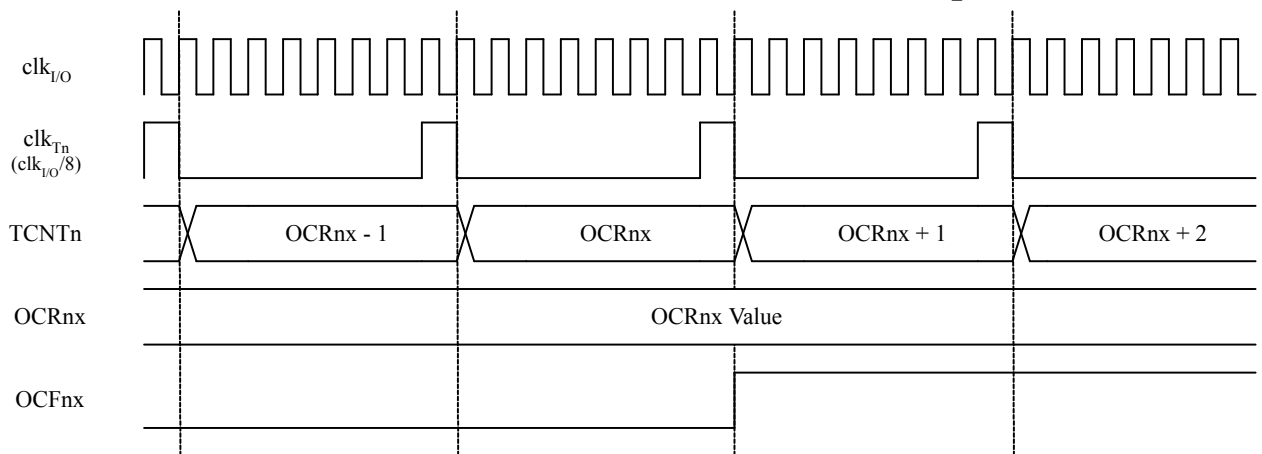 clkI/O
clkTn
(clkI/O/8)
TCNTn OCRnx - 1 OCRnx OCRnx + 1 OCRnx + 2
OCRnx OCRnx Value
OCFnx